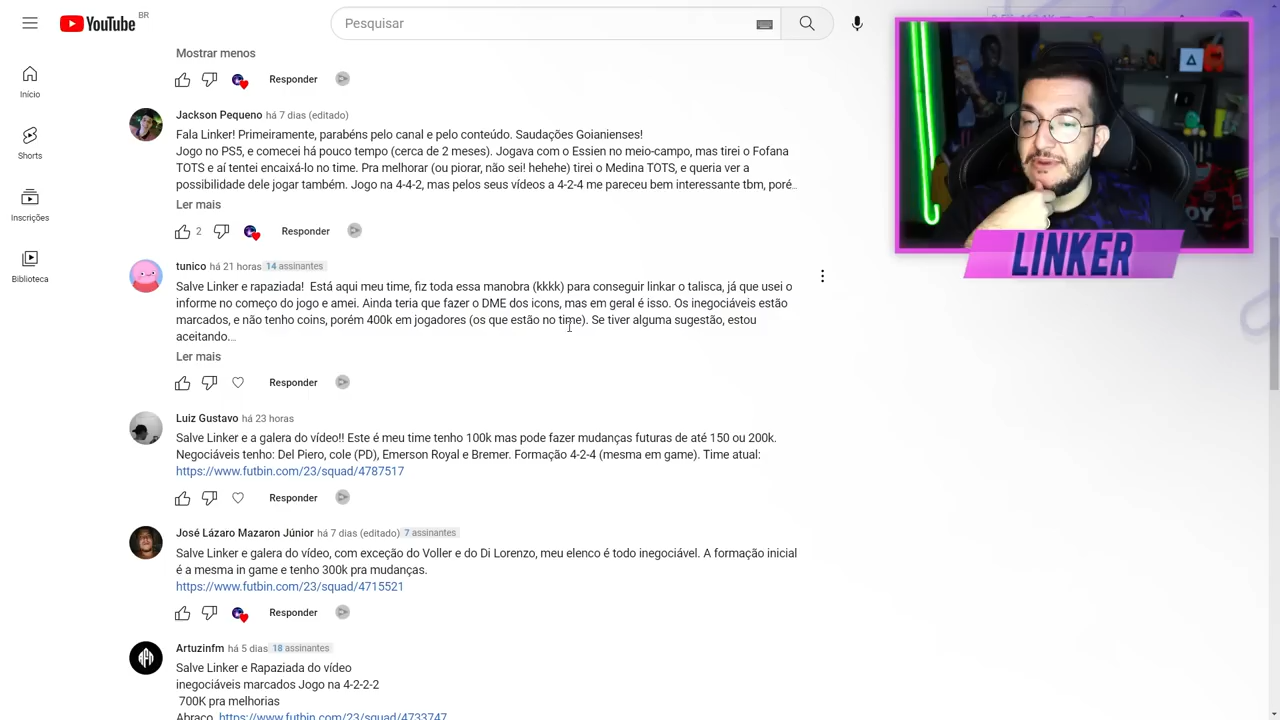 YouTube BR
Pesquisar
Início
Shorts
Inscrições
Biblioteca
LINKER
Mostrar menos
Responder
Jackson Pequeno há 7 dias (editado)
Fala Linker! Primeiramente, parabéns pelo canal e pelo conteúdo. Saudações Goianienses!
Jogo no PS5, e comecei há pouco tempo (cerca de 2 meses). Jogava com o Essien no meio-campo, mas tirei o Fofana
TOTS e aí tentei encaixá-lo no time. Pra melhorar (ou piorar, não sei! hehehe) tirei o Medina TOTS, e queria ver a
possibilidade dele jogar também. Jogo na 4-4-2, mas pelos seus vídeos a 4-2-4 me pareceu bem interessante tbm, poré...
Ler mais
2 Responder
tunico há 21 horas 14 assinantes
Salve Linker e rapaziada! Está aqui meu time, fiz toda essa manobra (kkkk) para conseguir linkar o talisca, já que usei o
informe no começo do jogo e amei. Ainda teria que fazer o DME dos icons, mas em geral é isso. Os inegociáveis estão
marcados, e não tenho coins, porém 400k em jogadores (os que estão no time). Se tiver alguma sugestão, estou
aceitando...
Ler mais
Responder
Luiz Gustavo há 23 horas
Salve Linker e a galera do vídeo!! Este é meu time tenho 100k mas pode fazer mudanças futuras de até 150 ou 200k.
Negociáveis tenho: Del Piero, cole (PD), Emerson Royal e Bremer. Formação 4-2-4 (mesma em game). Time atual:
https://www.futbin.com/23/squad/4787517
Responder
José Lázaro Mazaron Júnior há 7 dias (editado) 7 assinantes
Salve Linker e galera do vídeo, com exceção do Voller e do Di Lorenzo, meu elenco é todo inegociável. A formação inicial
é a mesma in game e tenho 300k pra mudanças.
https://www.futbin.com/23/squad/4715521
Responder
Artuzinfm há 5 dias 18 assinantes
Salve Linker e Rapaziada do vídeo
inegociáveis marcados Jogo na 4-2-2-2
700K pra melhorias
Abraço https://www.futbin.com/23/squad/4733747